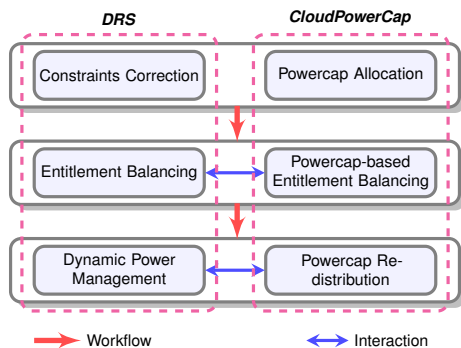 DRS CloudPowerCap
Constraints Correction Powercap Allocation
Entitlement Balancing
Powercap-based
Entitlement Balancing
Dynamic Power
Management
Powercap Re-
distribution
Workflow Interaction